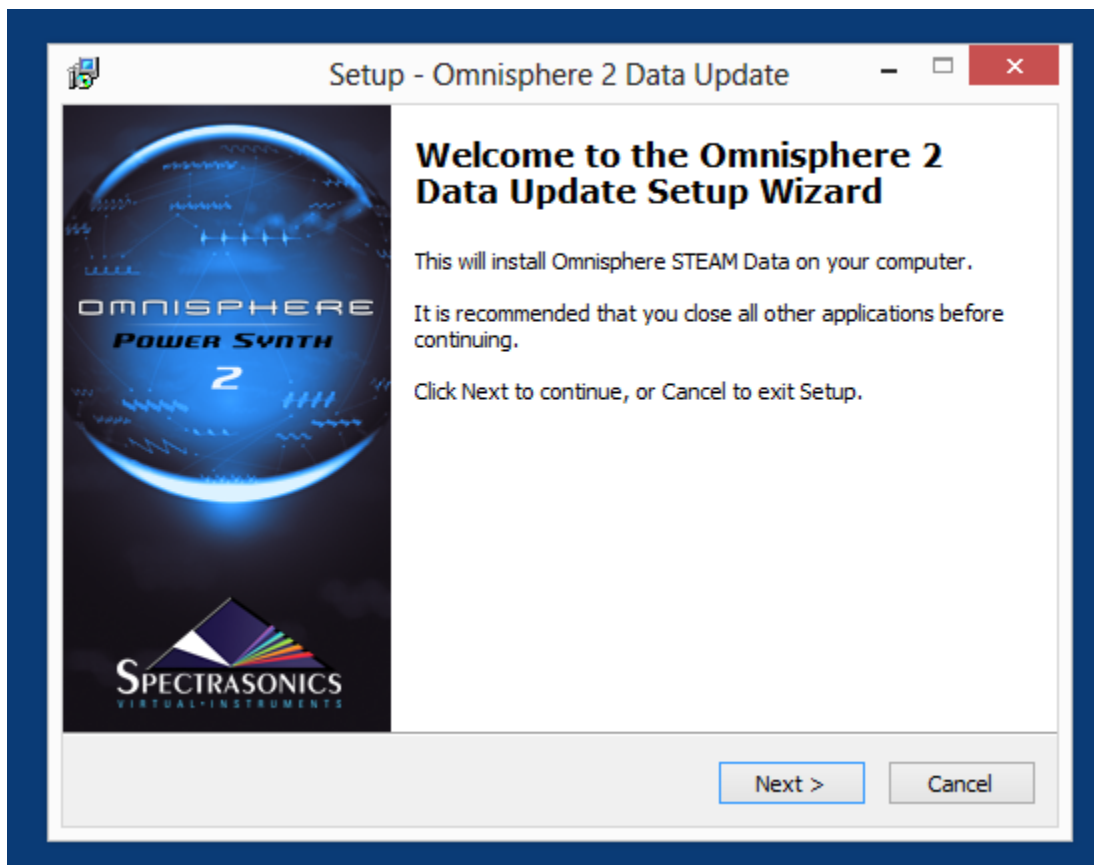 Setup - Omnisphere 2 Data Update
Welcome to the Omnisphere 2
Data Update Setup Wizard
This will install Omnisphere STEAM Data on your computer.
It is recommended that you close all other applications before
continuing.
Click Next to continue, or Cancel to exit Setup.
OMNISPHERE
POWER SYNTH
2
SPECTRASONICS
VIRTUAL•INSTRUMENTS
Next >
Cancel